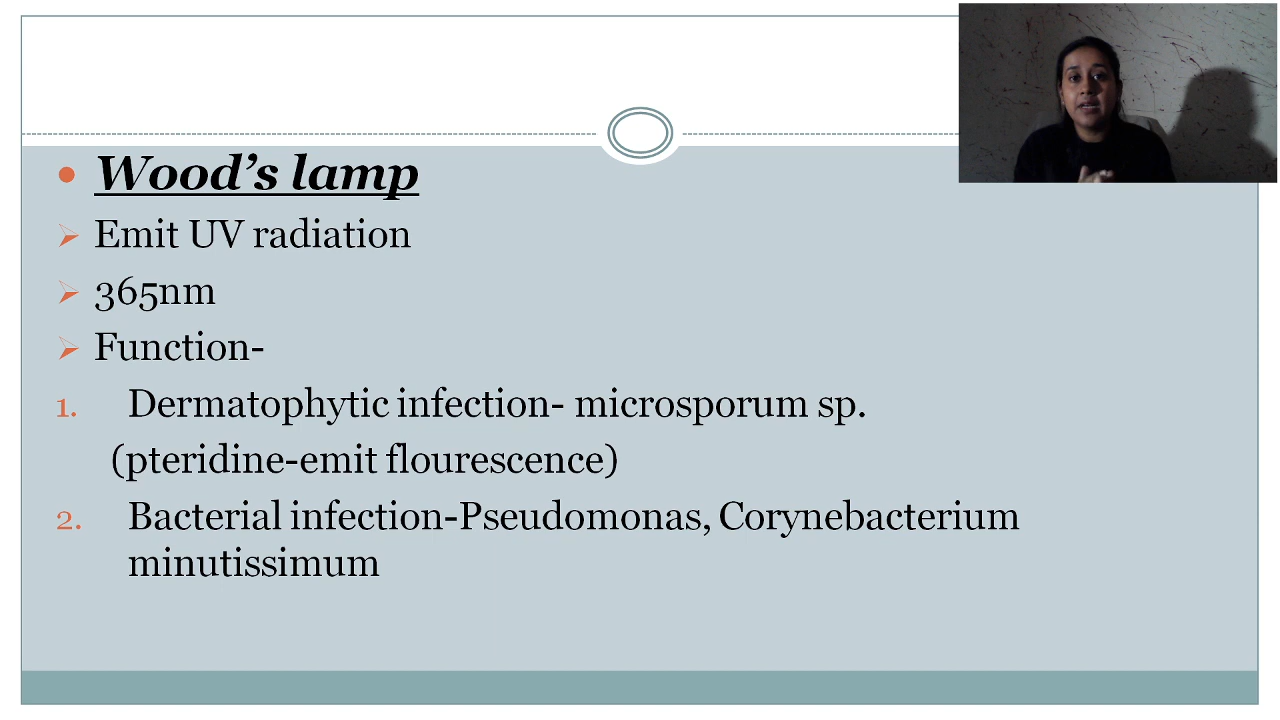 Wood's lamp
Emit UV radiation
365nm
Function-
1. Dermatophytic infection- microsporum sp.
(pteridine-emit flourescence)
2. Bacterial infection-Pseudomonas, Corynebacterium
minutissimum